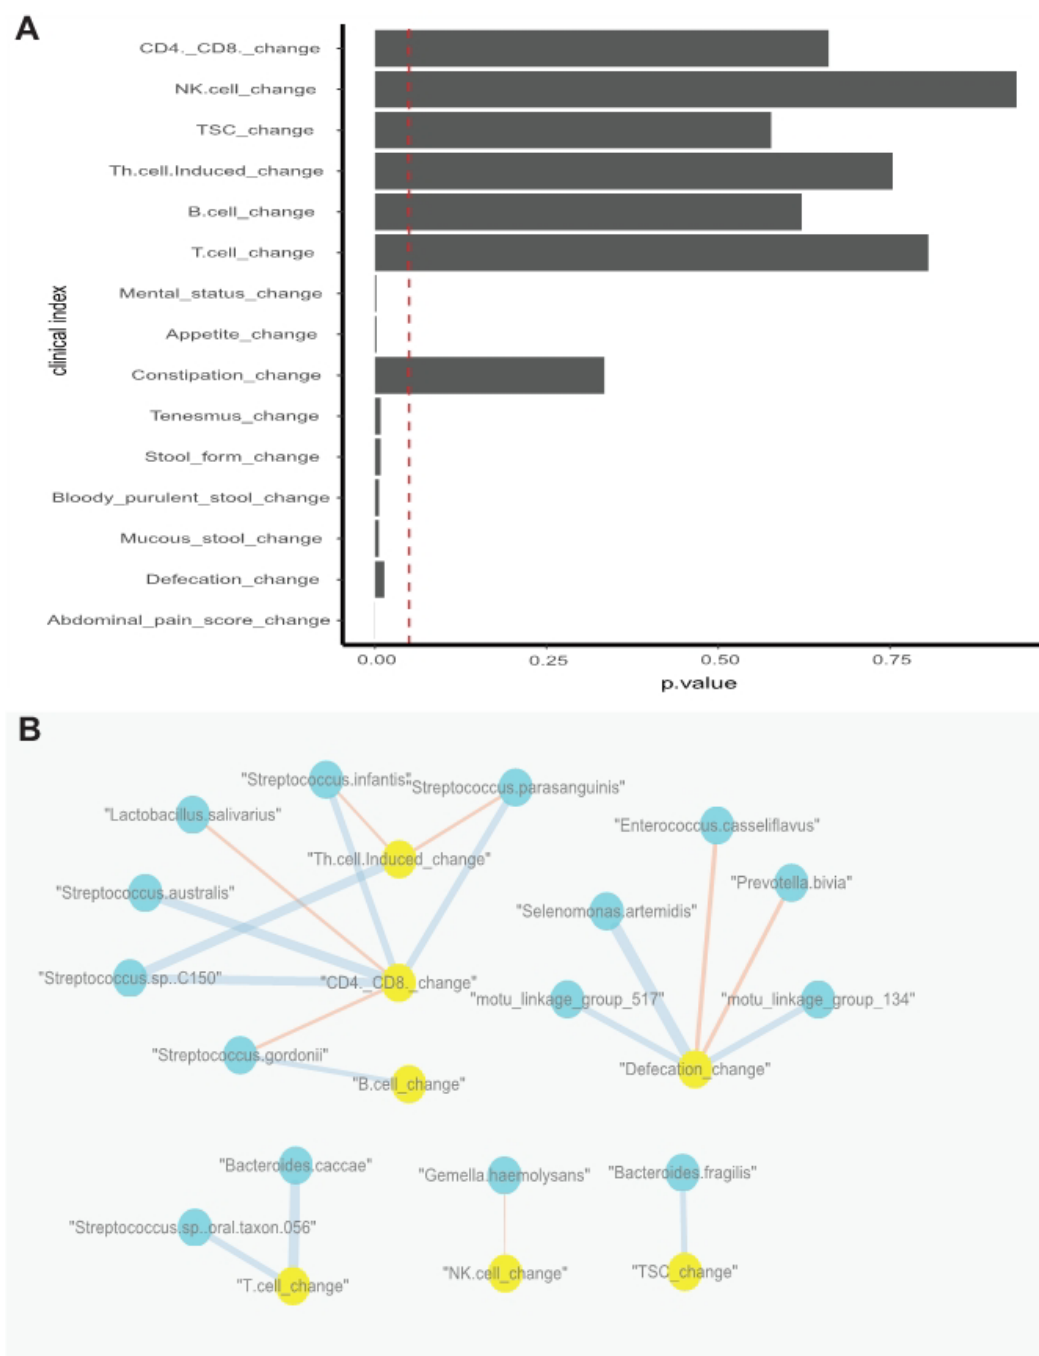 A
CD4._CD8._change
NK.cell_change
TSC_change
Th.cell.Induced_change
B.cell_change
T.cell_change
Mental_status_change
Appetite_change
Constipation_change
Tenesmus_change
Stool_form_change
Bloody_purulent_stool_change
Mucous_stool_change
Defecation_change
Abdominal_pain_score_change
clinical index
0.00 0.25 0.50 0.75
p.value
B
"Streptococcus.infantis"
"Streptococcus.parasanguinis"
"Lactobacillus.salivarius"
"Enterococcus.casseliflavus"
"Th.cell.Induced_change"
"Prevotella.bivia"
"Streptococcus.australis"
"Selenomonas.artemidis"
"Streptococcus.sp..C150"
"CD4._CD8._change"
"motu_linkage_group_517"
"motu_linkage_group_134"
"Streptococcus.gordonii"
"Defecation_change"
"B.cell_change"
"Bacteroides.caccae"
"Gemella.haemolysans"
"Bacteroides.fragilis"
"Streptococcus.sp..oral.taxon.056"
"T.cell_change"
"NK.cell_change"
"TSC_change"